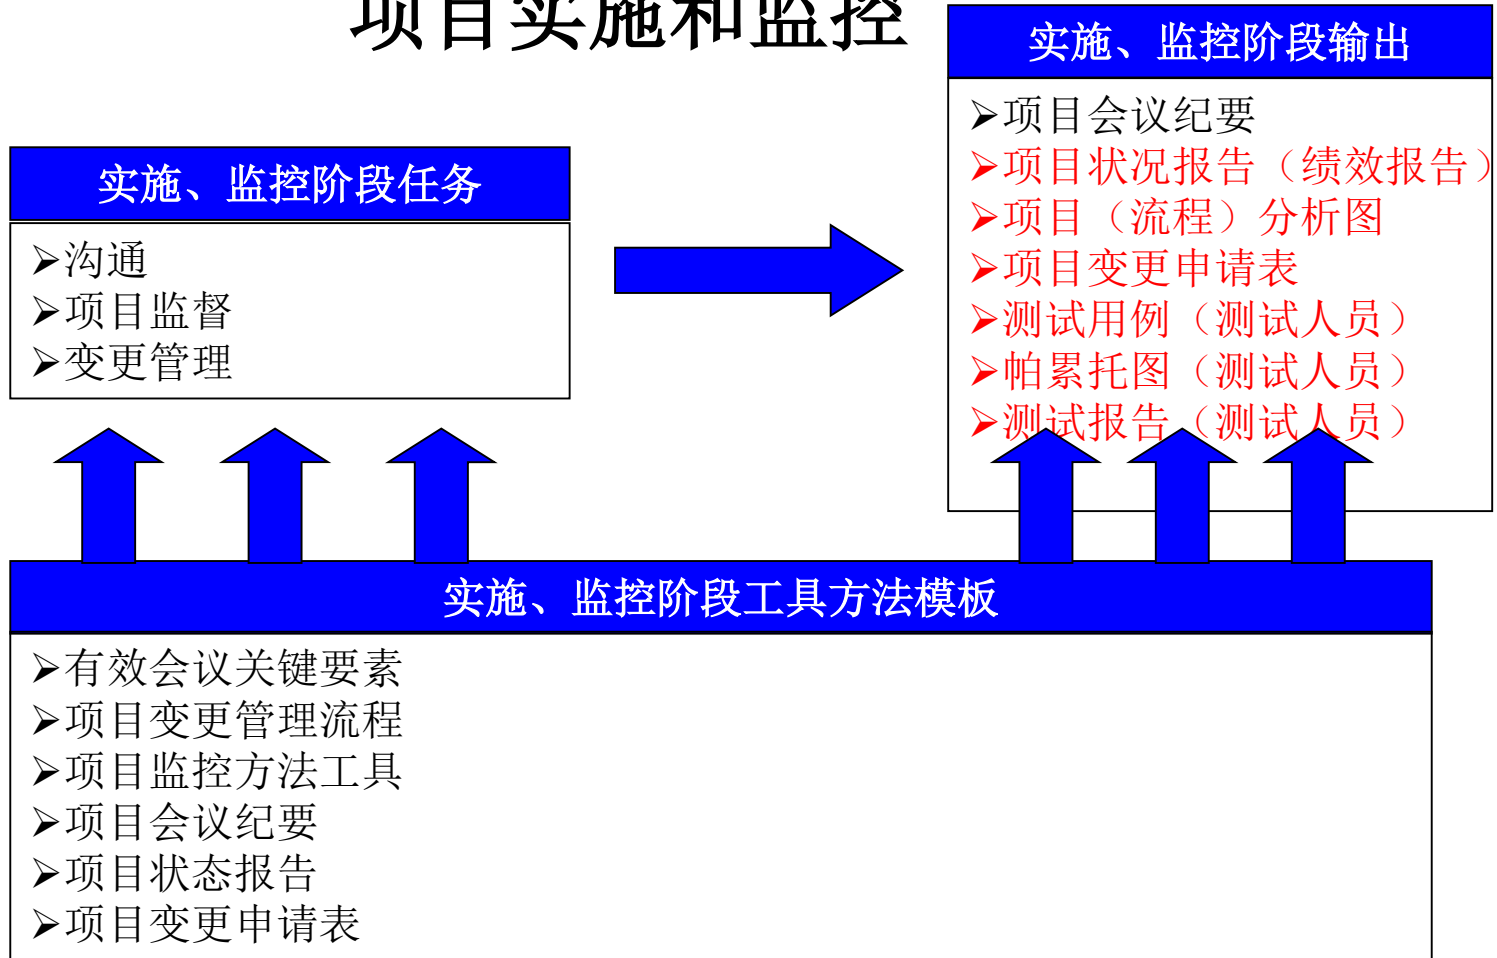 项目实施和监控
实施、监控阶段输出
➢项目会议纪要
➢项目状况报告（绩效报告）
➢项目（流程）分析图
➢项目变更申请表
➢测试用例（测试人员）
➢帕累托图（测试人员）
➢测试报告（测试人员）
实施、监控阶段任务
➢沟通
➢项目监督
➢变更管理
实施、监控阶段工具方法模板
➢有效会议关键要素
➢项目变更管理流程
➢项目监控方法工具
➢项目会议纪要
➢项目状态报告
➢项目变更申请表